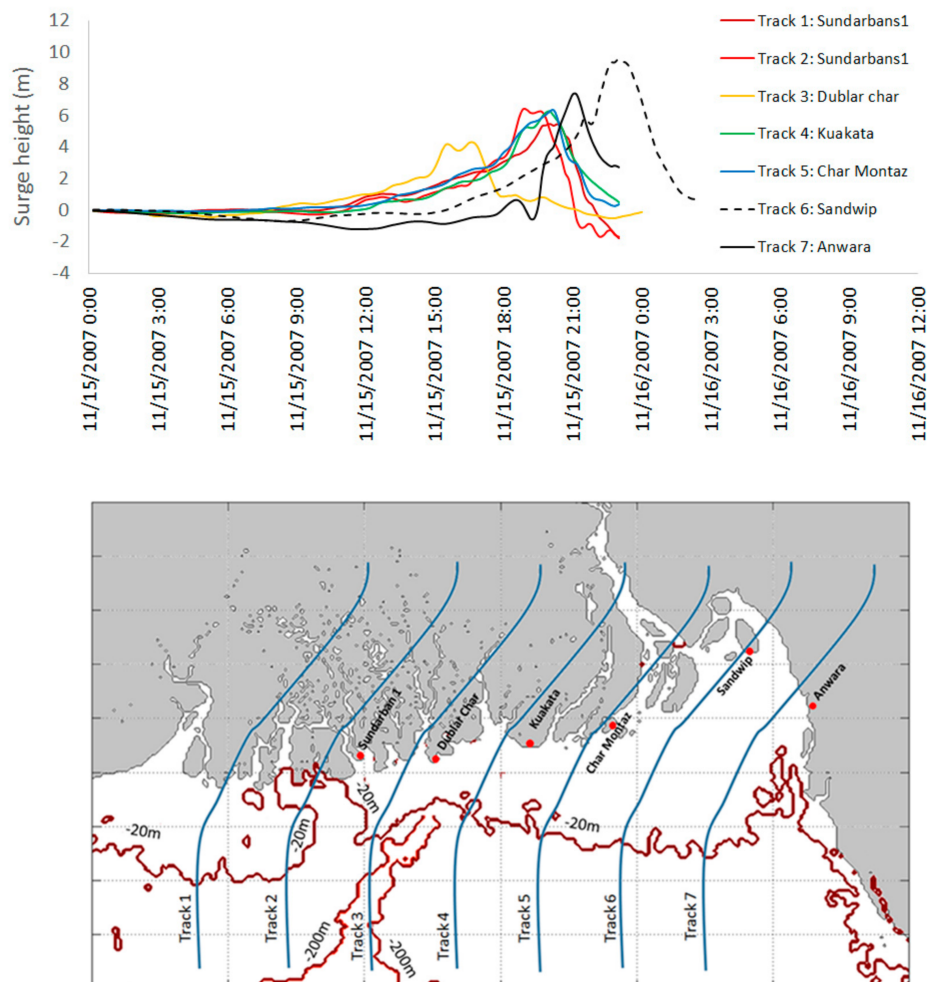 12
10
8
6
4
2
0
-2
-4
Surge height (m)
Track 1: Sundarbans1
Track 2: Sundarbans1
Track 3: Dublar char
Track 4: Kuakata
Track 5: Char Montaz
Track 6: Sandwip
Track 7: Anwara
11/15/2007 0:00
11/15/2007 3:00
11/15/2007 6:00
11/15/2007 9:00
11/15/2007 12:00
11/15/2007 15:00
11/15/2007 18:00
11/15/2007 21:00
11/16/2007 0:00
11/16/2007 3:00
11/16/2007 6:00
11/16/2007 9:00
11/16/2007 12:00
Sundarban 1
Dublar Char
Kuakata
Char Montaz
Sandwip
Anwara
-20m
-20m
-20m
-20m
Track 1
Track 2
Track 3
Track 4
Track 5
Track 6
Track 7
-200m
-200m